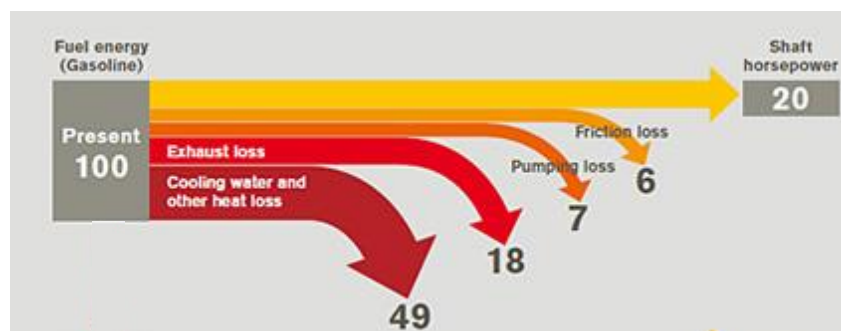 Fuel energy
(Gasoline)
Shaft
horsepower
20
Present
100
Friction loss
6
Exhaust loss
Pumping loss
7
Cooling water and
other heat loss
18
49